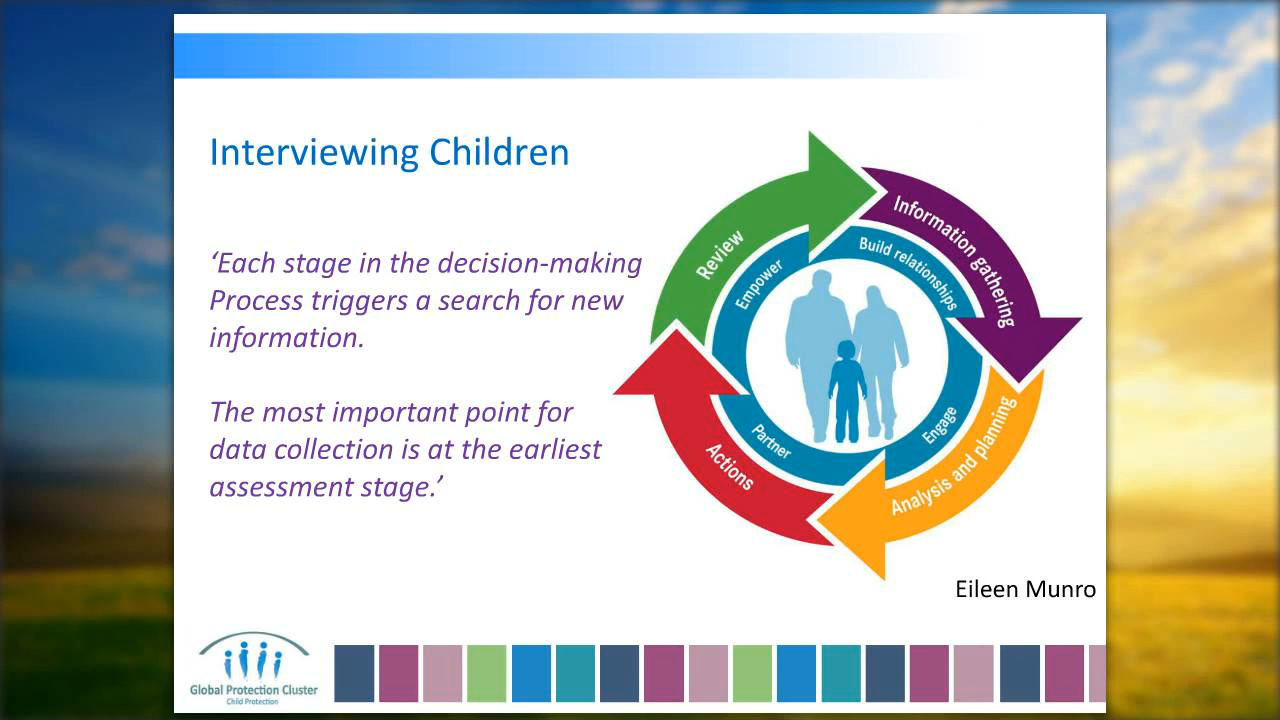 Interviewing Children
‘Each stage in the decision-making
Process triggers a search for new
information.
The most important point for
data collection is at the earliest
assessment stage.’
Review
Information gathering
Analysis and planning
Actions
Empower
Build relationships
Engage
Partner
Eileen Munro
Global Protection Cluster
Child Protection